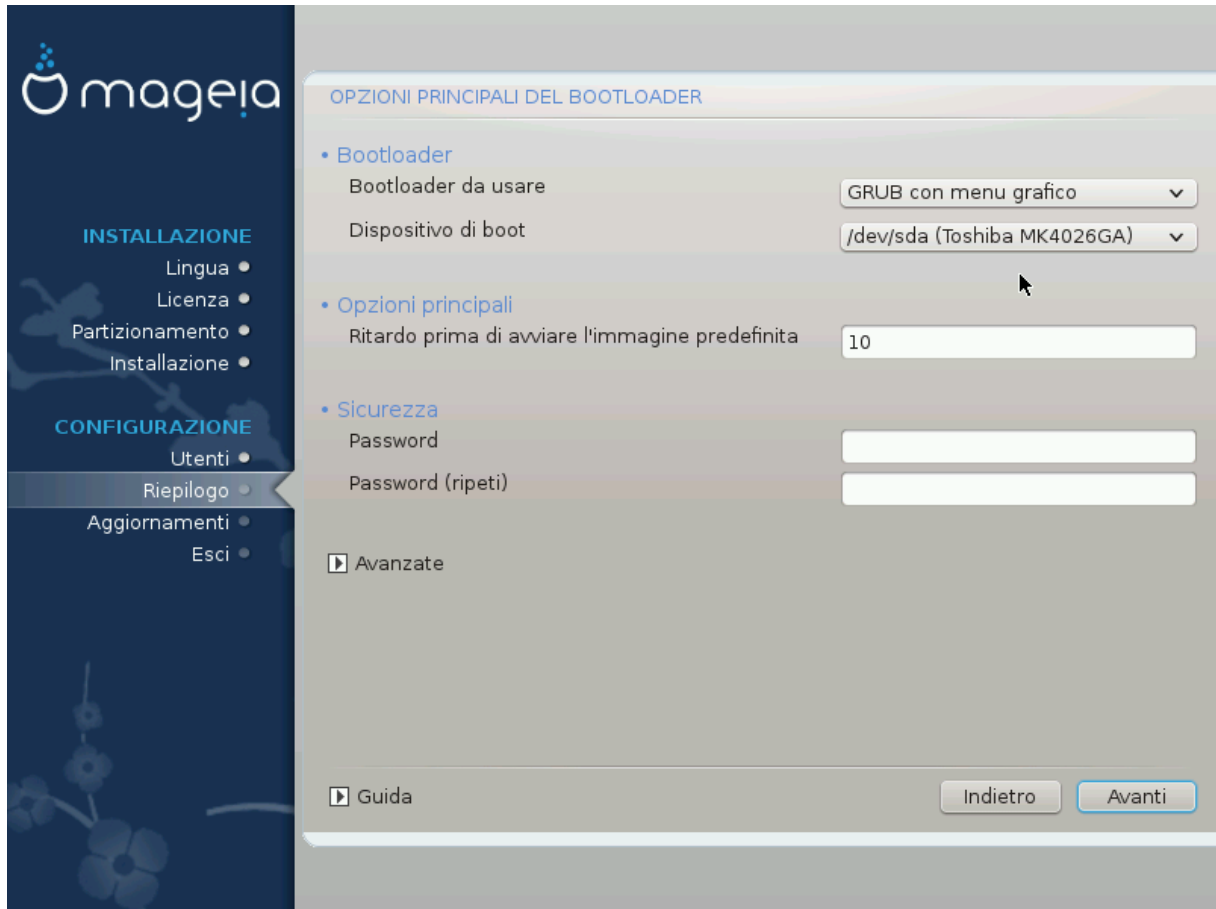 mageia
INSTALLAZIONE
Lingua
Licenza
Partizionamento
Installazione
CONFIGURAZIONE
Utenti
Riepilogo
Aggiornamenti
Esci
OPZIONI PRINCIPALI DEL BOOTLOADER
• Bootloader
Bootloader da usare
GRUB con menu grafico
Dispositivo di boot
/dev/sda (Toshiba MK4026GA)
• Opzioni principali
Ritardo prima di avviare l'immagine predefinita
10
• Sicurezza
Password
Password (ripeti)
Avanzate
Guida
Indietro
Avanti